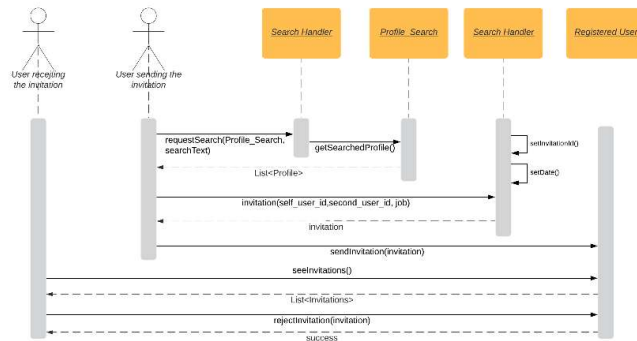 Search Handler
Profile_Search
Search Handler
Registered User
User recejting
the invitation
User sending the
invitation
requestSearch(Profile_Search,
searchText)
getSearchedProfile()
setInvitationId()
List<Profile>
setDate()
invitation(self_user_id,second_user_id, job)
invitation
sendInvitation(invitation)
seeInvitations()
List<Invitations>
rejectInvitation(invitation)
success